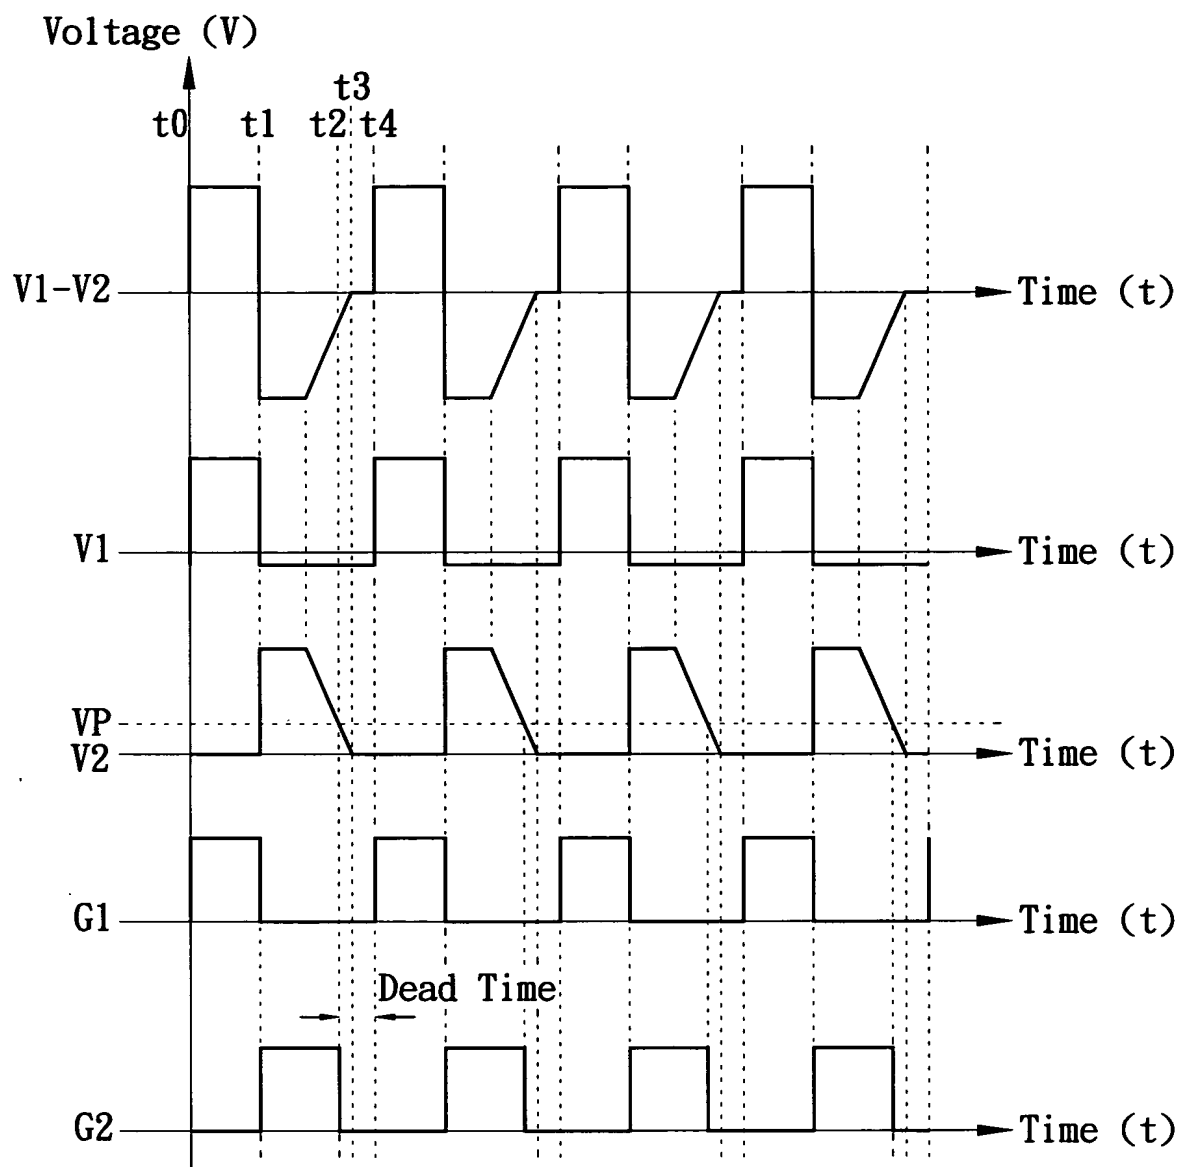 Voltage (V)
t3
t0 t1 t2 t4
V1-V2 Time (t)
V1 Time (t)
VP
V2 Time (t)
G1 Time (t)
Dead Time
G2 Time (t)